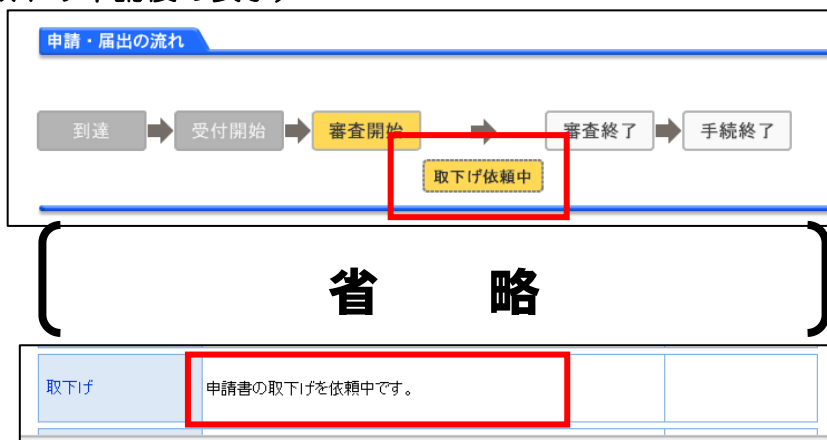 申請・届出の流れ
到達 受付開始 審査開始 審査終了 手続終了
取下げ依頼中
省 略
取下げ 申請書の取下げを依頼中です。